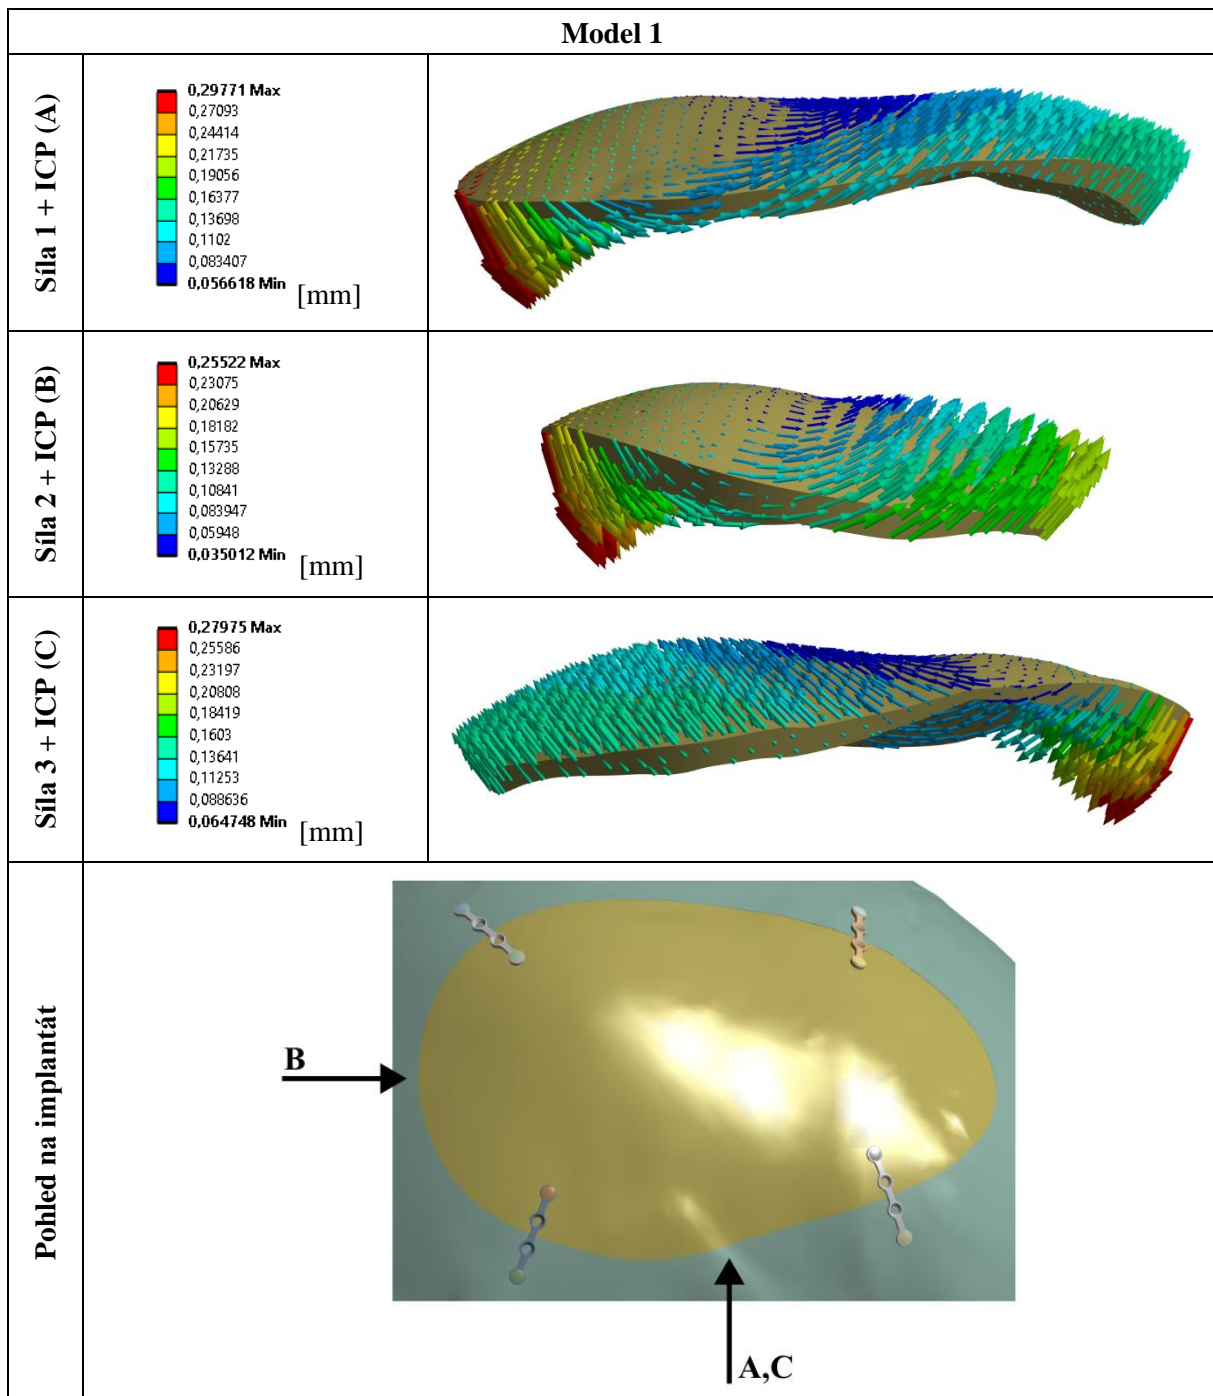 Model 1
Síla 1 + ICP (A)
0,29771 Max
0,27093
0,24414
0,21735
0,19056
0,16377
0,13698
0,1102
0,083407
0,056618 Min
[mm]
Síla 2 + ICP (B)
0,25522 Max
0,23075
0,20629
0,18182
0,15735
0,13288
0,10841
0,083947
0,05948
0,035012 Min
[mm]
Síla 3 + ICP (C)
0,27975 Max
0,25586
0,23197
0,20808
0,18419
0,1603
0,13641
0,11253
0,088636
0,064748 Min
[mm]
Pohled na implantát
B
A,C